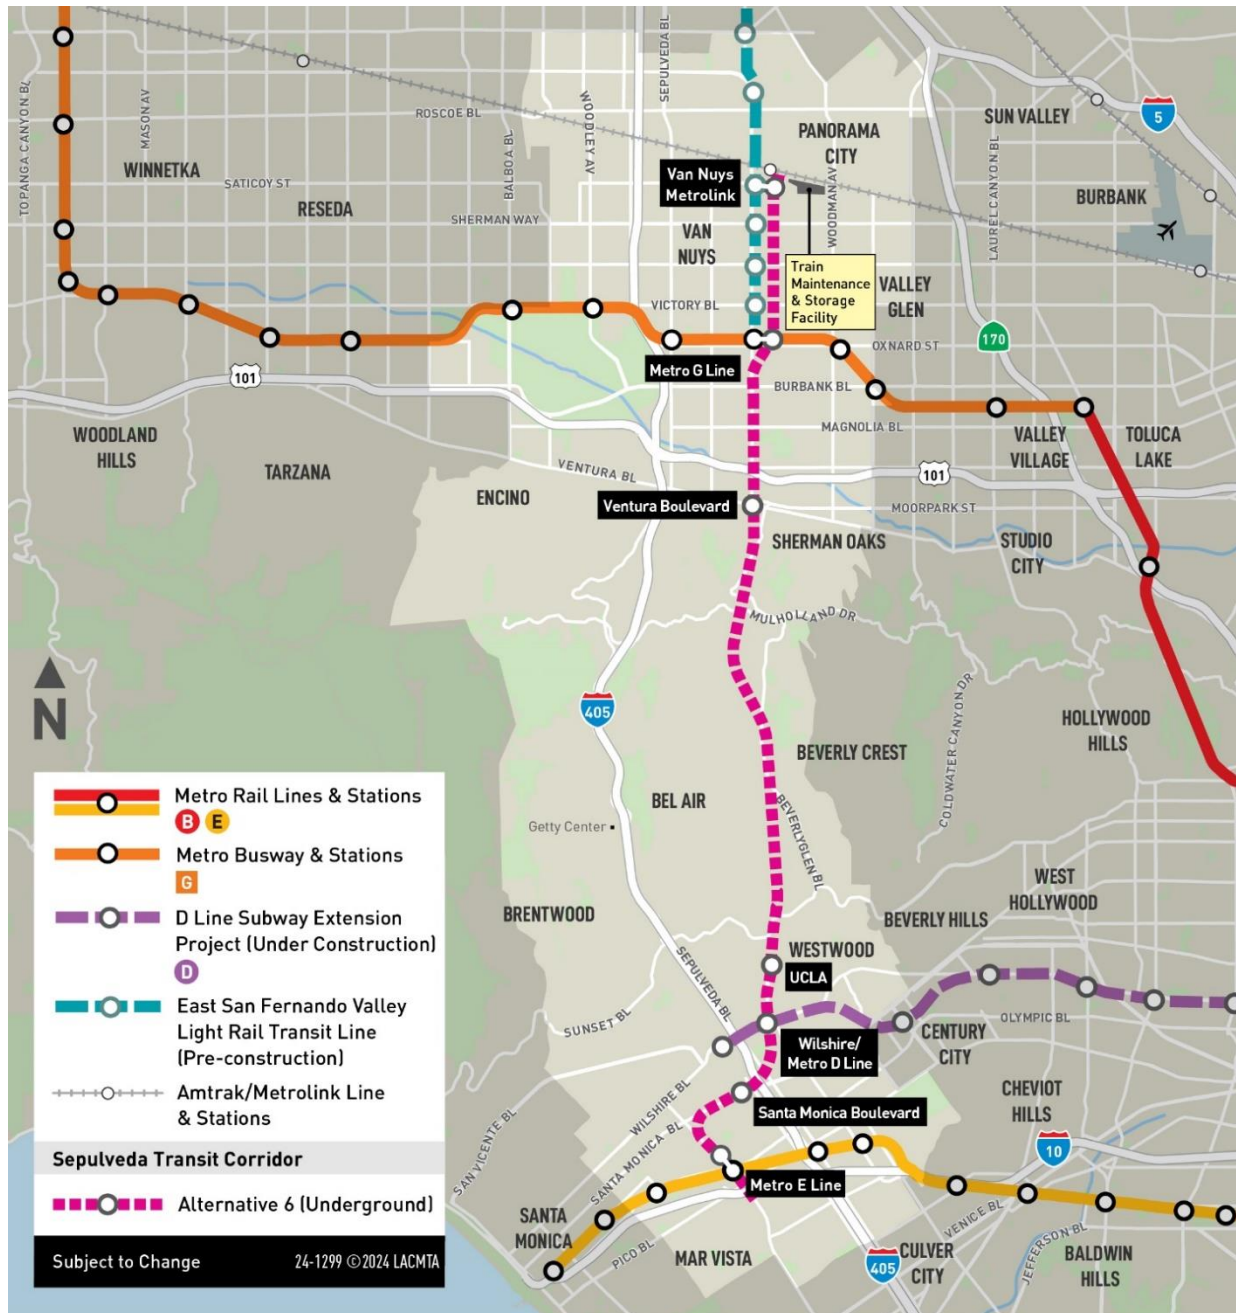 SEPULVEDA BL
TOPANGA CANYON BL
MASON AV
WOODLEY AV
BALBOA BL
ROSCOE BL
WINNETKA
SATICOY ST
RESEDA
SHERMAN WAY
PANORAMA
CITY
SUN VALLEY
5
LAUREL CANYON BL
BURBANK
Van Nuys
Metrolink
WOODMAN AV
VAN
NUYS
Train
Maintenance
& Storage
Facility
VALLEY
GLEN
VICTORY BL
OXNARD ST
170
Metro G Line
101
BURBANK BL
MAGNOLIA BL
WOODLAND
HILLS
TARZANA
VENTURA BL
ENCINO
VALLEY
VILLAGE
TOLUCA
LAKE
101
Ventura Boulevard
MOORPARK ST
SHERMAN OAKS
STUDIO
CITY
MULHOLLAND DR
N
405
COLDWATER CANYON DR
HOLLYWOOD
HILLS
BEVERLY CREST
BEL AIR
Getty Center
BEVERLYGLEN BL
WEST
HOLLYWOOD
BRENTWOOD
BEVERLY HILLS
WESTWOOD
UCLA
SEPULVEDA BL
SUNSET BL
OLYMPIC BL
Wilshire/
Metro D Line
CENTURY
CITY
WILSHIRE BL
Santa Monica Boulevard
CHEVIOT
HILLS
SAN VICENTE BL
SANTA MONICA BL
10
Metro E Line
SANTA
MONICA
PICO BL
MAR VISTA
VENICE BL
JEFFERSON BL
405
CULVER
CITY
BALDWIN
HILLS
Metro Rail Lines & Stations
B E
Metro Busway & Stations
G
D Line Subway Extension
Project (Under Construction)
D
East San Fernando Valley
Light Rail Transit Line
(Pre-construction)
Amtrak/Metrolink Line
& Stations
Sepulveda Transit Corridor
Alternative 6 (Underground)
Subject to Change 24-1299 ©2024 LACMTA